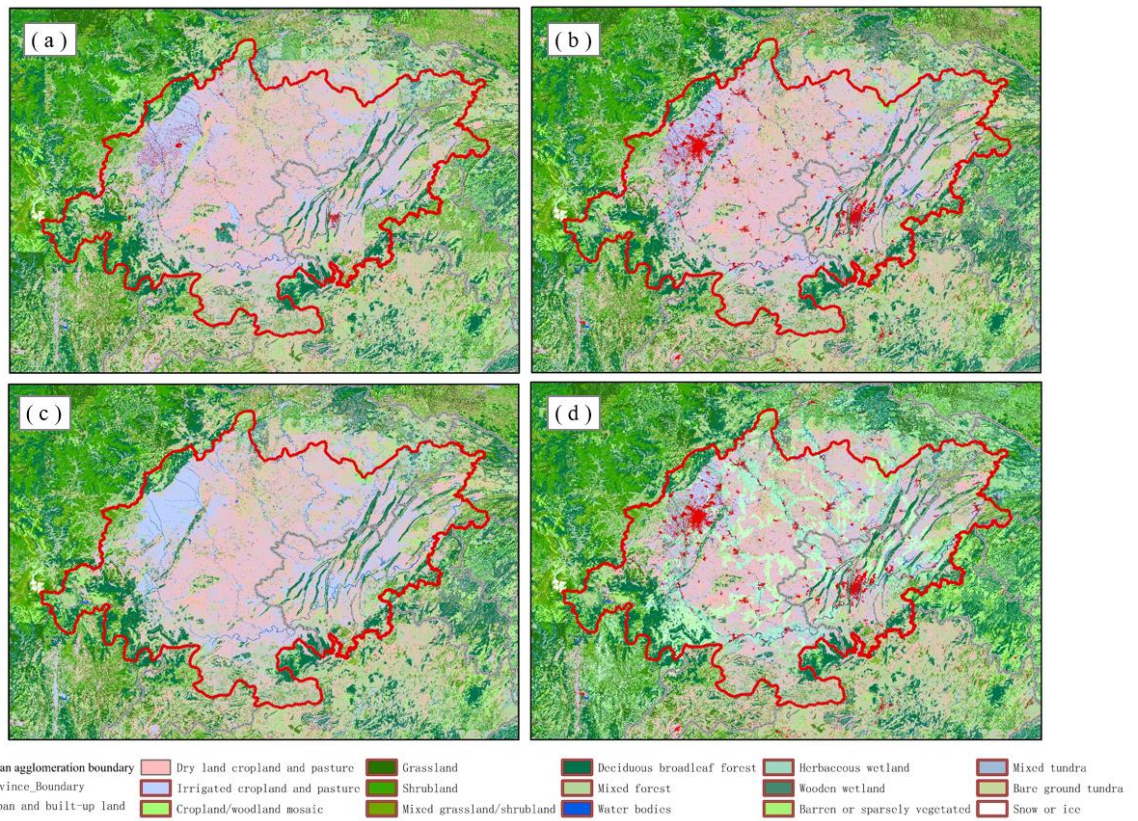 ( a )
( b )
( c )
( d )
an agglomeration boundary Dry land cropland and pasture Grassland Deciduous broadleaf forest Herbaceous wetland Mixed tundra
vince_Boundary Irrigated cropland and pasture Shrubland Mixed forest Wooden wetland Bare ground tundra
ban and built-up land Cropland/woodland mosaic Mixed grassland/shrubland Water bodies Barren or sparsely vegetated Snow or ice